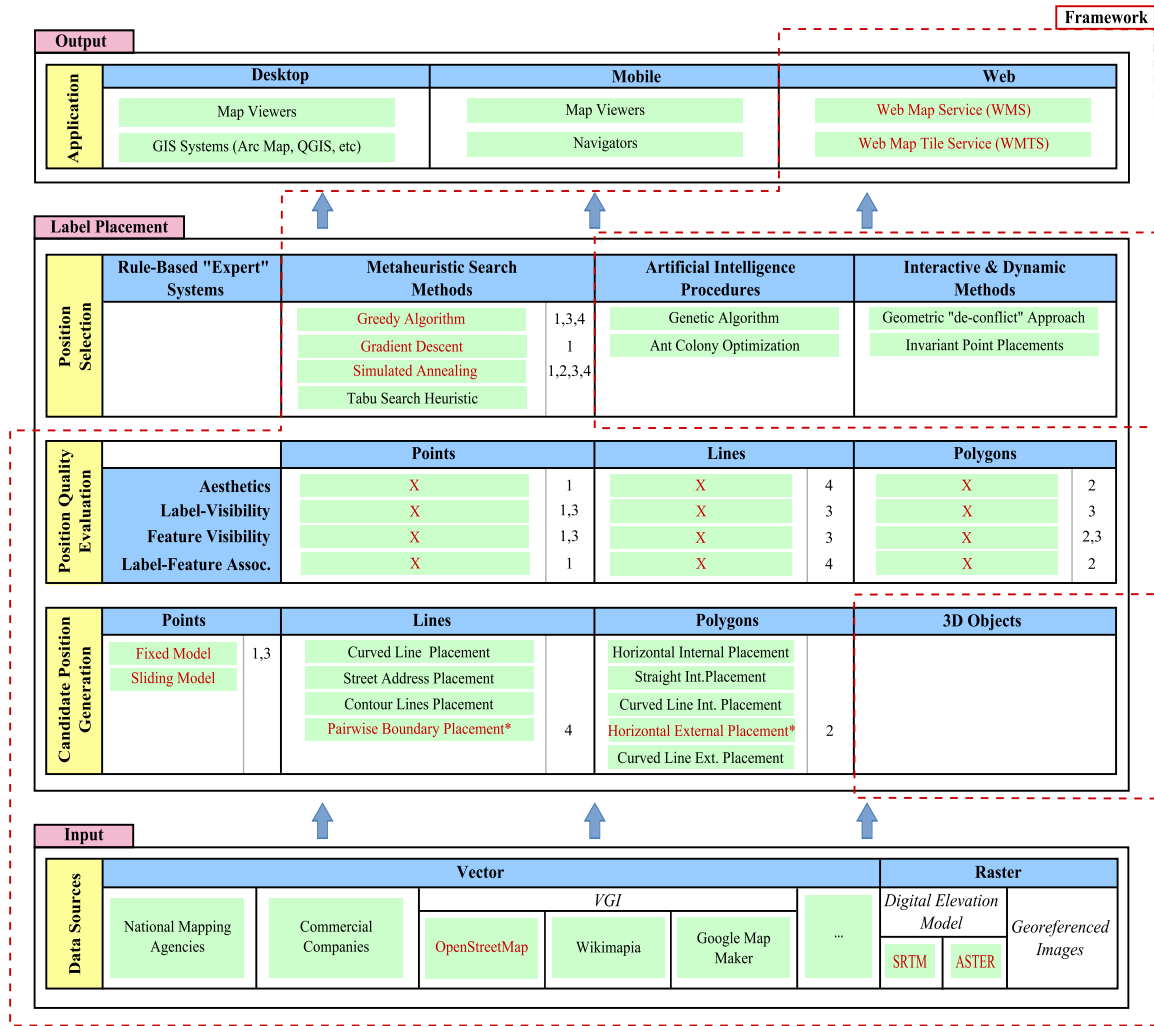 Framework
Output
Application
Desktop
Mobile
Web
Map Viewers
GIS Systems (Arc Map, QGIS, etc)
Map Viewers
Navigators
Web Map Service (WMS)
Web Map Tile Service (WMTS)
Label Placement
Position
Selection
Rule-Based "Expert"
Systems
Metaheuristic Search
Methods
Artificial Intelligence
Procedures
Interactive & Dynamic
Methods
Greedy Algorithm 1,3,4
Gradient Descent 1
Simulated Annealing 1,2,3,4
Tabu Search Heuristic
Genetic Algorithm
Ant Colony Optimization
Geometric "de-conflict" Approach
Invariant Point Placements
Position Quality
Evaluation
Points
Lines
Polygons
Aesthetics X 1 X 4 X 2
Label-Visibility X 1,3 X 3 X 3
Feature Visibility X 1,3 X 3 X 2,3
Label-Feature Assoc. X 1 X 4 X 2
Candidate Position
Generation
Points
Lines
Polygons
3D Objects
Fixed Model 1,3
Sliding Model
Curved Line Placement
Street Address Placement
Contour Lines Placement
Pairwise Boundary Placement* 4
Horizontal Internal Placement
Straight Int.Placement
Curved Line Int. Placement
Horizontal External Placement* 2
Curved Line Ext. Placement
Input
Data Sources
Vector
Raster
National Mapping
Agencies
Commercial
Companies
VGI
OpenStreetMap
Wikimapia
Google Map
Maker
...
Digital Elevation
Model
SRTM
ASTER
Georeferenced
Images